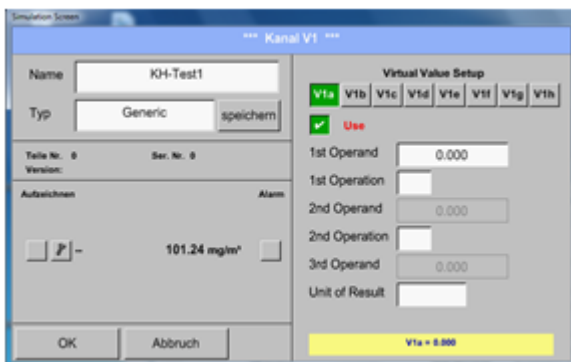 Simulation Screen
*** Kanal V1 ***
Name KH-Test1
Typ Generic speichern
Teile Nr. 0 Ser. Nr. 0
Version:
Aufzeichnen Alarm
101.24 mg/m³
OK Abbruch
Virtual Value Setup
V1a V1b V1c V1d V1e V1f V1g V1h
Use
1st Operand 0.000
1st Operation
2nd Operand 0.000
2nd Operation
3rd Operand 0.000
Unit of Result
V1a = 0.000